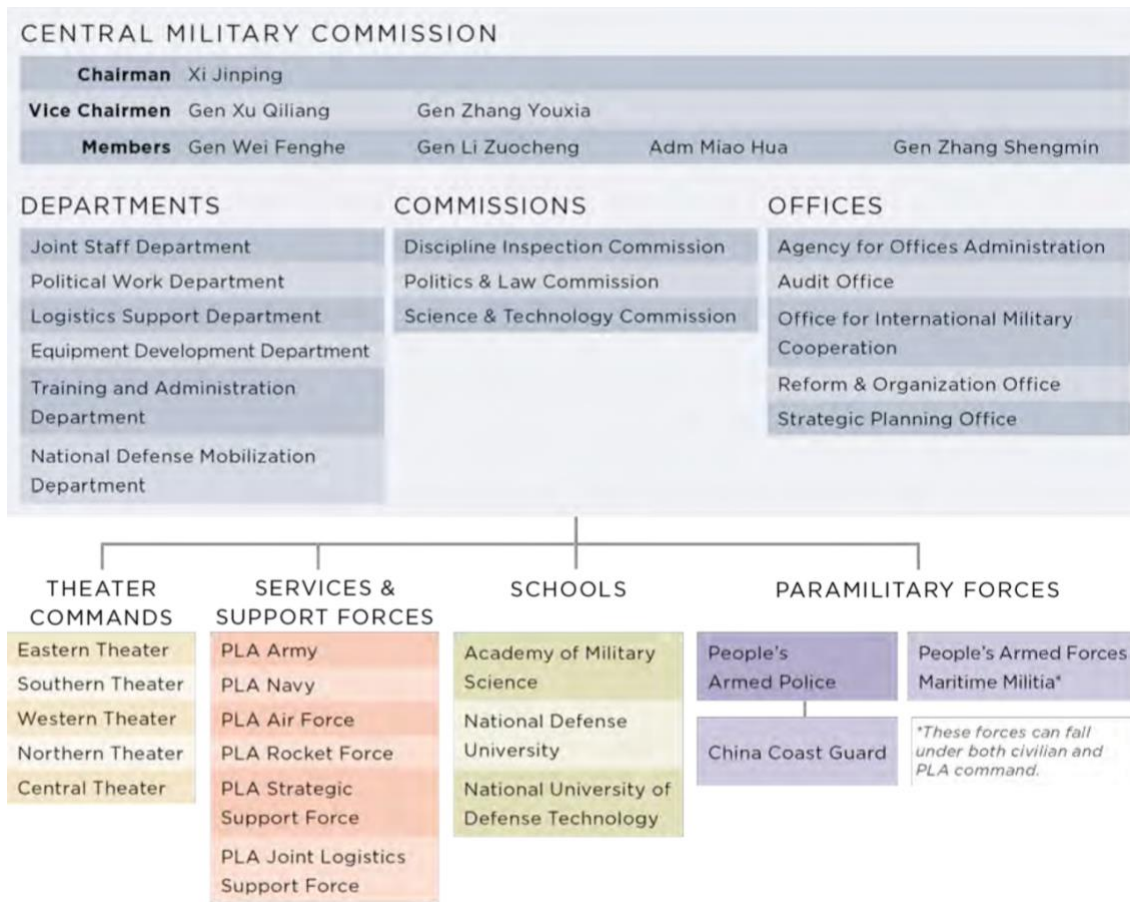 CENTRAL MILITARY COMMISSION
Chairman Xi Jinping
Vice Chairmen Gen Xu Qiliang Gen Zhang Youxia
Members Gen Wei Fenghe Gen Li Zuocheng Adm Miao Hua Gen Zhang Shengmin
DEPARTMENTS
Joint Staff Department
Political Work Department
Logistics Support Department
Equipment Development Department
Training and Administration
Department
National Defense Mobilization
Department
COMMISSIONS
Discipline Inspection Commission
Politics & Law Commission
Science & Technology Commission
OFFICES
Agency for Offices Administration
Audit Office
Office for International Military
Cooperation
Reform & Organization Office
Strategic Planning Office
THEATER
COMMANDS
Eastern Theater
Southern Theater
Western Theater
Northern Theater
Central Theater
SERVICES &
SUPPORT FORCES
PLA Army
PLA Navy
PLA Air Force
PLA Rocket Force
PLA Strategic
Support Force
PLA Joint Logistics
Support Force
SCHOOLS
Academy of Military
Science
National Defense
University
National University of
Defense Technology
PARAMILITARY FORCES
People's
Armed Police
China Coast Guard
People's Armed Forces
Maritime Militia*
*These forces can fall
under both civilian and
PLA command.